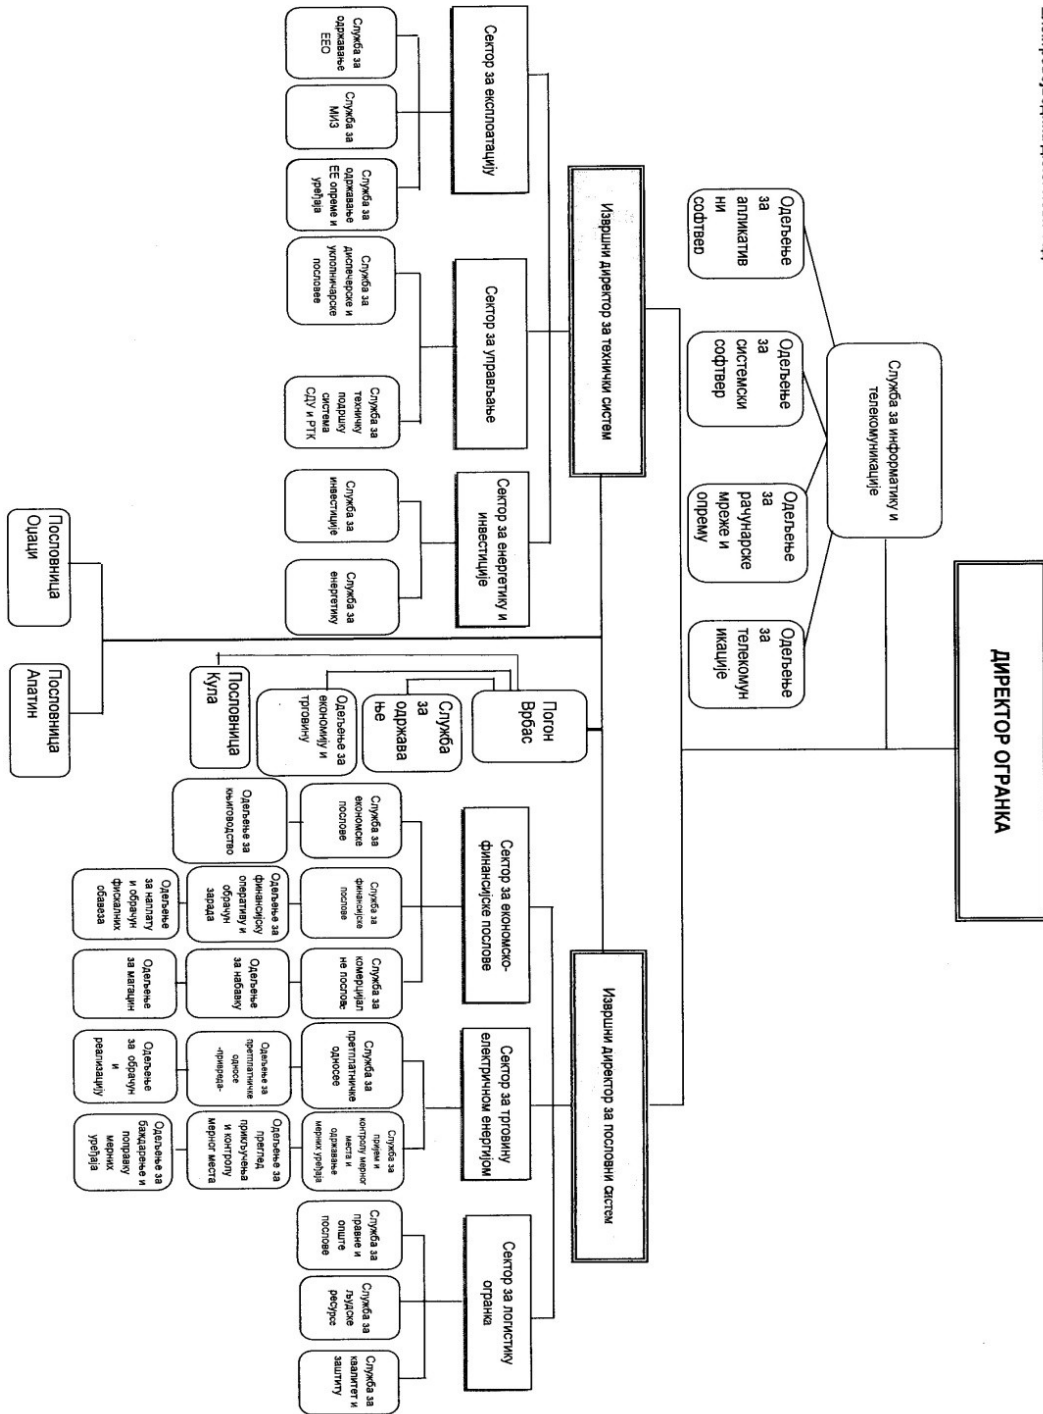 ДИРЕКТОР ОГРАНКА
Служба за информатику и
телекомуникације
Одељење
за
апликатив
ни
софтвер
Одељење
за
системски
софтвер
Одељење
за
рачунарске
мреже и
опрему
Одељење
за
телекомун
икације
Извршни директор за технички систем
Извршни директор за пословни систем
Сектор за експлоатацију
Сектор за управљање
Сектор за енергетику и
инвестиције
Погон
Врбас
Сектор за економско-
финансијске послове
Сектор за трговину
електричном енергијом
Сектор за логистику
огранка
Служба за
одржавање
ЕЕО
Служба за
МИЗ
Служба за
одржавање
ЕЕ опреме и
уређаја
Служба за
диспечерске и
уклопничарске
пословее
Служба за
техничку
подршку
система
СДУ и РТК
Служба за
инвестиције
Служба за
енергетику
Служба
за
одржава
ње
Одељење за
економију и
трговину
Пословница
Кула
Служба за
економске
послове
Служба за
финансијске
послове
Служба за
комерцијал
не послове
Служба за
претплатничке
односее
Служба за
пријем и
контролу мерног
места и
одржавање
мерних уређаја
Служба за
правне и
опште
послове
Служба за
људске
ресурсе
Служба за
квалитет и
заштиту
Одељење за
књиговодство
Одељење за
финансијску
оперативу и
обрачун
зарада
Одељење
за набавку
Одељење за
претплатничке
односе
-привреда-
Одељење за
преглед
прикључења
и контролу
мерног места
Одељење
за наплату
и обрачун
фискалних
обавеза
Одељење
за магацин
Одељење
за обрачун
и
реализацију
Одељење за
баждарење и
поправку
мерних
уређаја
Пословница
Оџаци
Пословница
Апатин